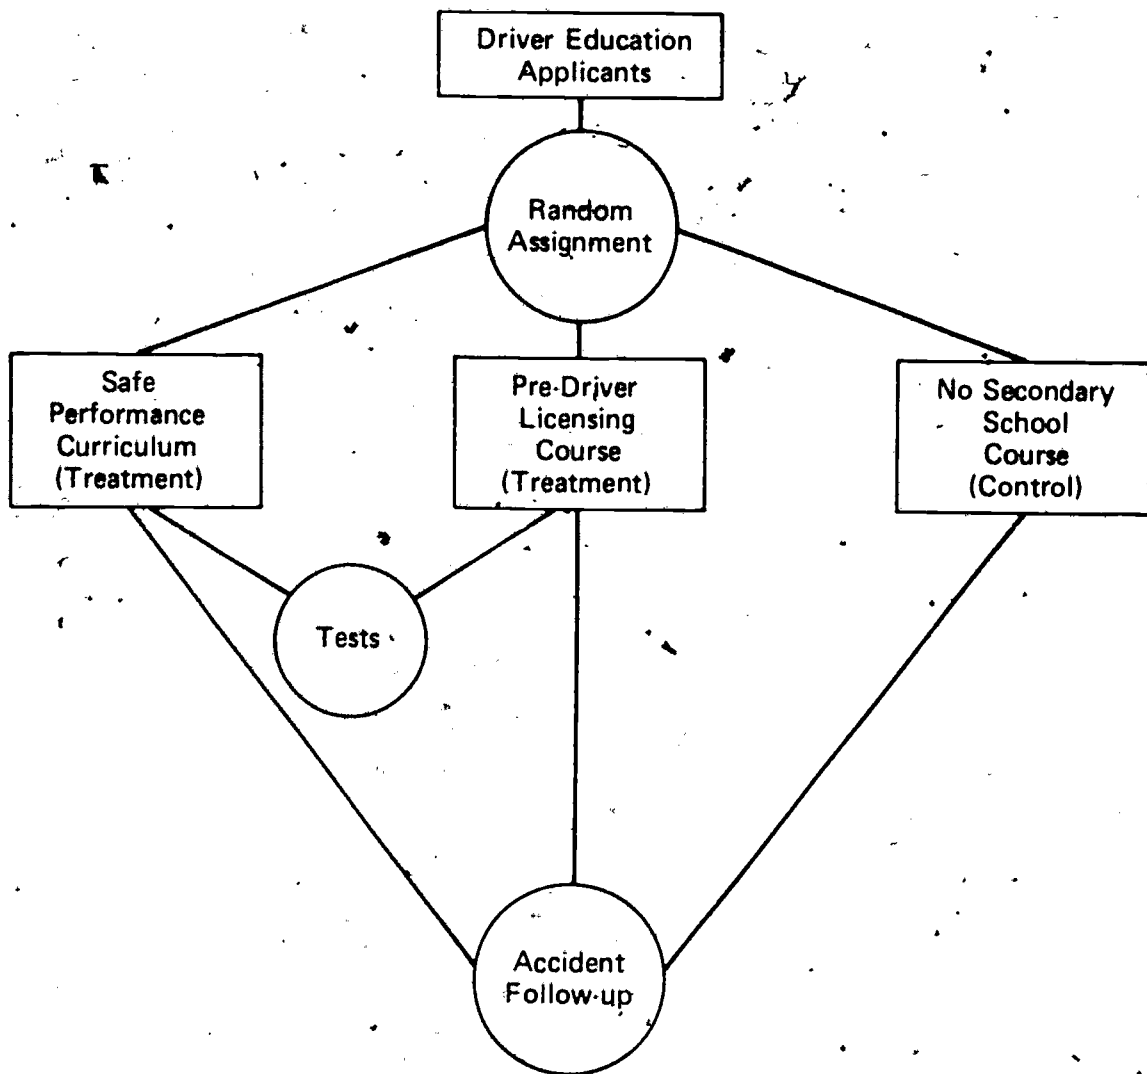 Driver Education
Applicants
Random
Assignment
Safe
Performance
Curriculum
(Treatment)
Pre-Driver
Licensing
Course
(Treatment)
No Secondary
School
Course
(Control)
Tests
Accident
Follow-up